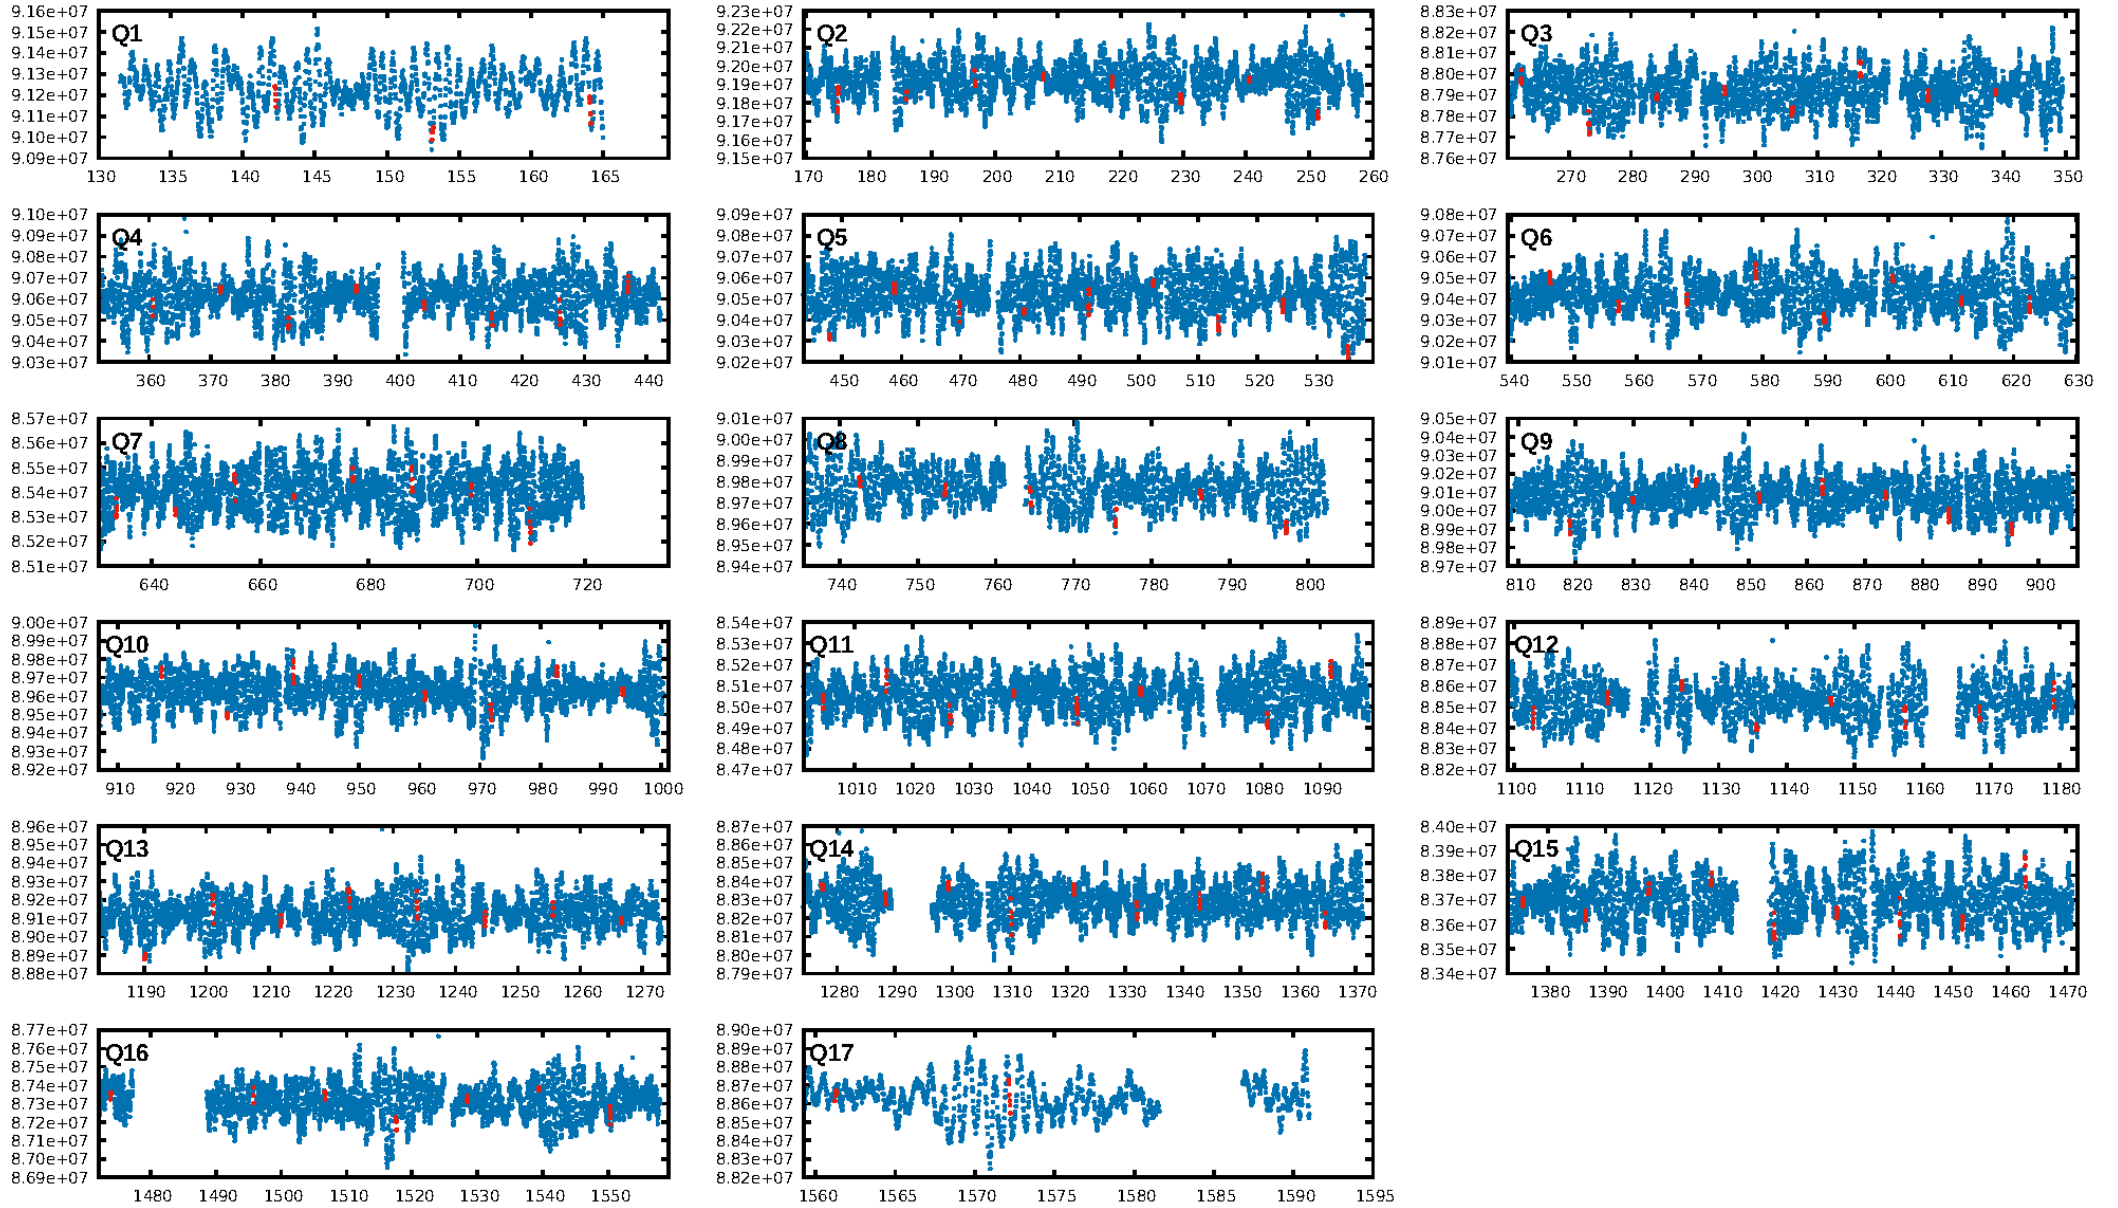 9.16e+07
9.15e+07
9.14e+07
9.13e+07
9.12e+07
9.11e+07
9.10e+07
9.09e+07
Q1
130 135 140 145 150 155 160 165
9.23e+07
9.22e+07
9.21e+07
9.20e+07
9.19e+07
9.18e+07
9.17e+07
9.16e+07
9.15e+07
Q2
170 180 190 200 210 220 230 240 250 260
8.83e+07
8.82e+07
8.81e+07
8.80e+07
8.79e+07
8.78e+07
8.77e+07
8.76e+07
Q3
270 280 290 300 310 320 330 340 350
9.10e+07
9.09e+07
9.08e+07
9.07e+07
9.06e+07
9.05e+07
9.04e+07
9.03e+07
Q4
360 370 380 390 400 410 420 430 440
9.09e+07
9.08e+07
9.07e+07
9.06e+07
9.05e+07
9.04e+07
9.03e+07
9.02e+07
Q5
450 460 470 480 490 500 510 520 530
9.08e+07
9.07e+07
9.06e+07
9.05e+07
9.04e+07
9.03e+07
9.02e+07
9.01e+07
Q6
540 550 560 570 580 590 600 610 620 630
8.57e+07
8.56e+07
8.55e+07
8.54e+07
8.53e+07
8.52e+07
8.51e+07
Q7
640 660 680 700 720
9.01e+07
9.00e+07
8.99e+07
8.98e+07
8.97e+07
8.96e+07
8.95e+07
8.94e+07
Q8
740 750 760 770 780 790 800
9.05e+07
9.04e+07
9.03e+07
9.02e+07
9.01e+07
9.00e+07
8.99e+07
8.98e+07
8.97e+07
Q9
810 820 830 840 850 860 870 880 890 900
9.00e+07
8.99e+07
8.98e+07
8.97e+07
8.96e+07
8.95e+07
8.94e+07
8.93e+07
8.92e+07
Q10
910 920 930 940 950 960 970 980 990 1000
8.54e+07
8.53e+07
8.52e+07
8.51e+07
8.50e+07
8.49e+07
8.48e+07
8.47e+07
Q11
1010 1020 1030 1040 1050 1060 1070 1080 1090
8.89e+07
8.88e+07
8.87e+07
8.86e+07
8.85e+07
8.84e+07
8.83e+07
8.82e+07
Q12
1100 1110 1120 1130 1140 1150 1160 1170 1180
8.96e+07
8.95e+07
8.94e+07
8.93e+07
8.92e+07
8.91e+07
8.90e+07
8.89e+07
8.88e+07
Q13
1190 1200 1210 1220 1230 1240 1250 1260 1270
8.87e+07
8.86e+07
8.85e+07
8.84e+07
8.83e+07
8.82e+07
8.81e+07
8.80e+07
8.79e+07
Q14
1280 1290 1300 1310 1320 1330 1340 1350 1360 1370
8.40e+07
8.39e+07
8.38e+07
8.37e+07
8.36e+07
8.35e+07
8.34e+07
Q15
1380 1390 1400 1410 1420 1430 1440 1450 1460 1470
8.77e+07
8.76e+07
8.75e+07
8.74e+07
8.73e+07
8.72e+07
8.71e+07
8.70e+07
8.69e+07
Q16
1480 1490 1500 1510 1520 1530 1540 1550
8.90e+07
8.89e+07
8.88e+07
8.87e+07
8.86e+07
8.85e+07
8.84e+07
8.83e+07
8.82e+07
Q17
1560 1565 1570 1575 1580 1585 1590 1595